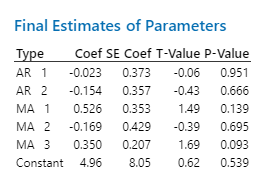 Final Estimates of Parameters
Type Coef SE Coef T-Value P-Value
AR 1 -0.023 0.373 -0.06 0.951
AR 2 -0.154 0.357 -0.43 0.666
MA 1 0.526 0.353 1.49 0.139
MA 2 -0.169 0.429 -0.39 0.695
MA 3 0.350 0.207 1.69 0.093
Constant 4.96 8.05 0.62 0.539